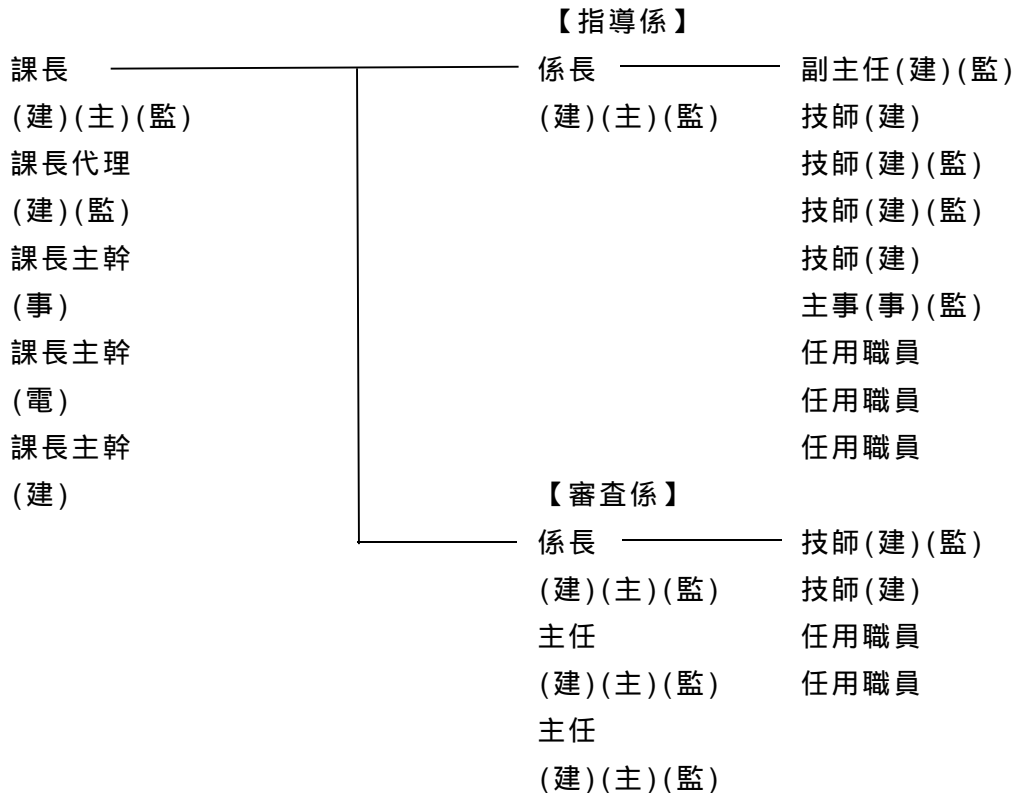 【指導係】
課長 係長 副主任(建)(監)
(建)(主)(監) (建)(主)(監) 技師(建)
課長代理 技師(建)(監)
(建)(監) 技師(建)(監)
課長主幹 技師(建)
(事) 主事(事)(監)
課長主幹 任用職員
(電) 任用職員
課長主幹 任用職員
(建) 【審査係】
係長 技師(建)(監)
(建)(主)(監) 技師(建)
主任 任用職員
(建)(主)(監) 任用職員
主任
(建)(主)(監)